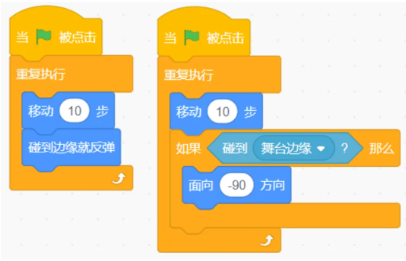 当 被点击
重复执行
移动 10 步
碰到边缘就反弹
当 被点击
重复执行
移动 10 步
如果 碰到 舞台边缘 ? 那么
面向 -90 方向